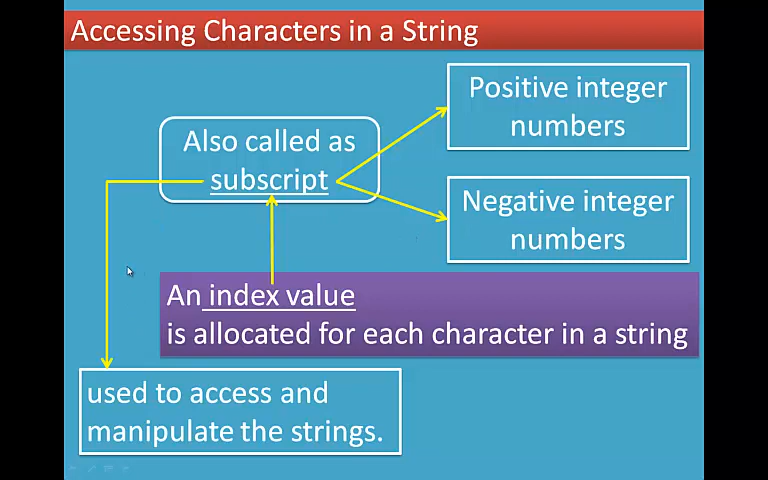 Accessing Characters in a String
Positive integer
numbers
Also called as
subscript
Negative integer
numbers
An index value
is allocated for each character in a string
used to access and
manipulate the strings.